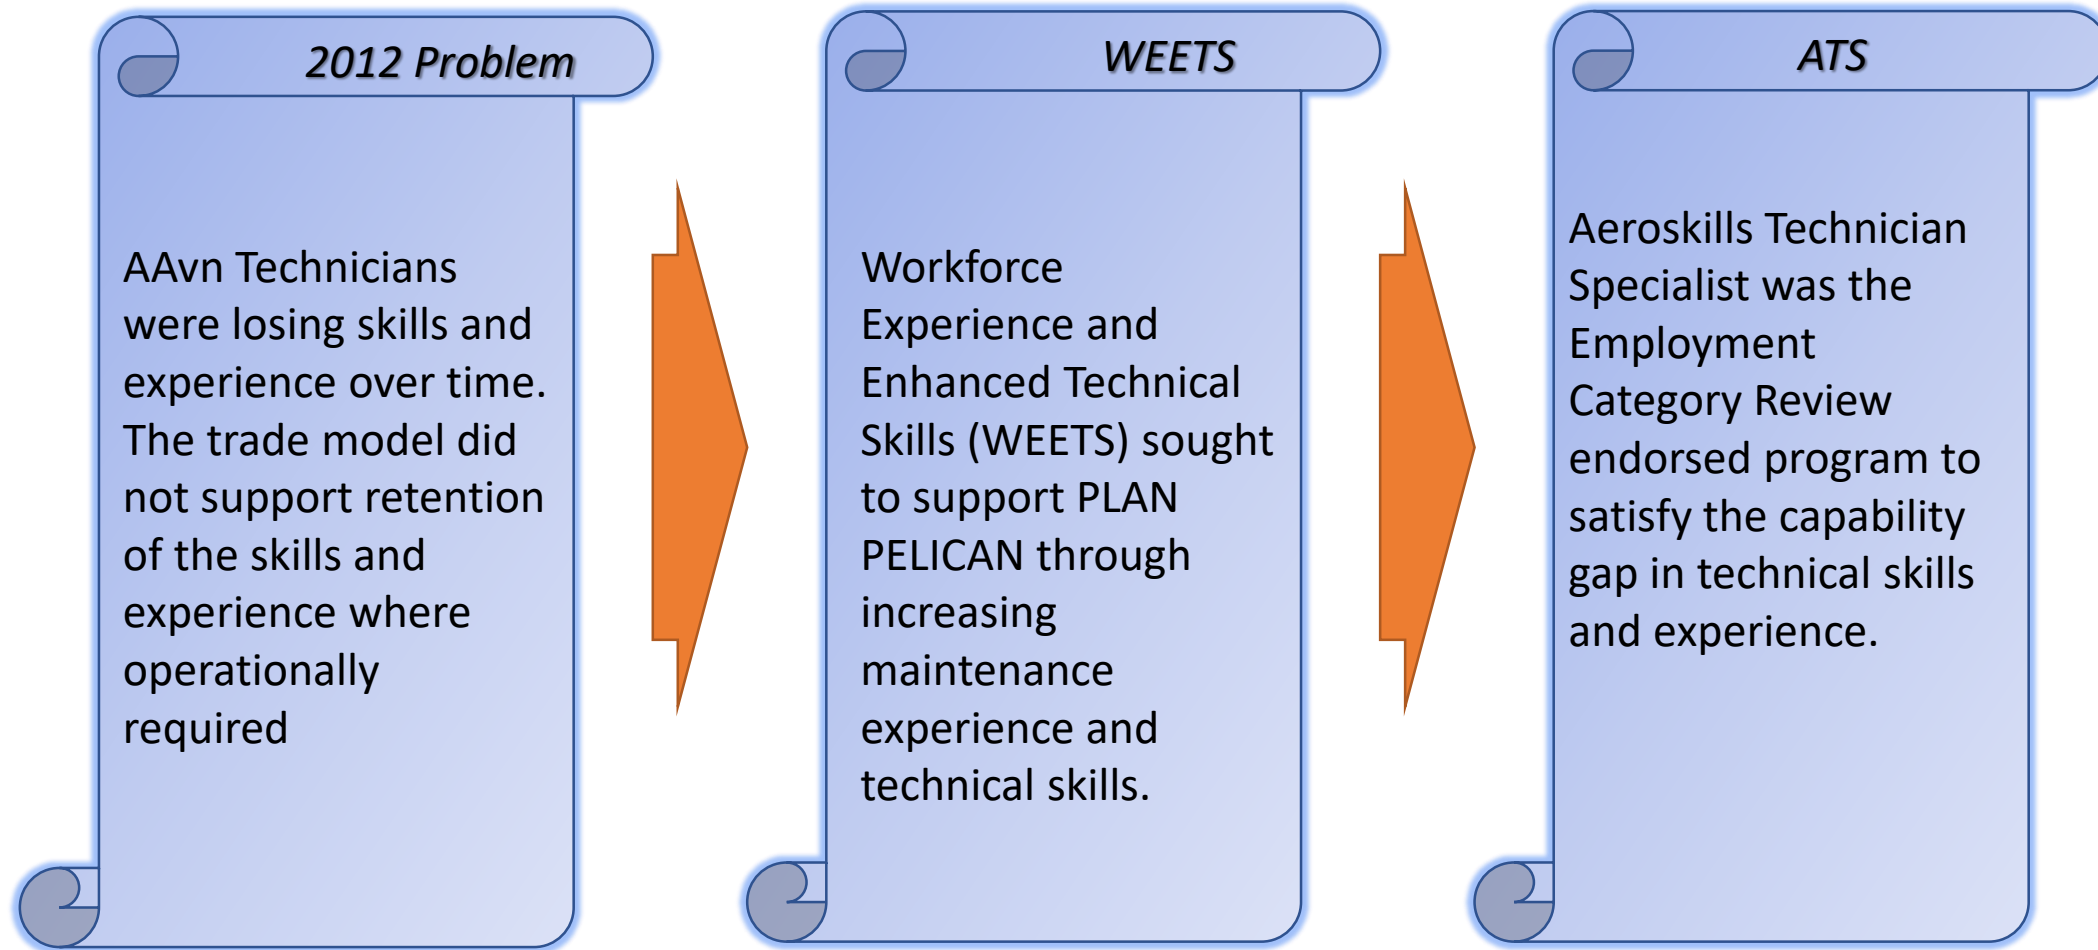 2012 Problem
AAvn Technicians
were losing skills and
experience over time.
The trade model did
not support retention
of the skills and
experience where
operationally
required
WEETS
Workforce
Experience and
Enhanced Technical
Skills (WEETS) sought
to support PLAN
PELICAN through
increasing
maintenance
experience and
technical skills.
ATS
Aeroskills Technician
Specialist was the
Employment
Category Review
endorsed program to
satisfy the capability
gap in technical skills
and experience.